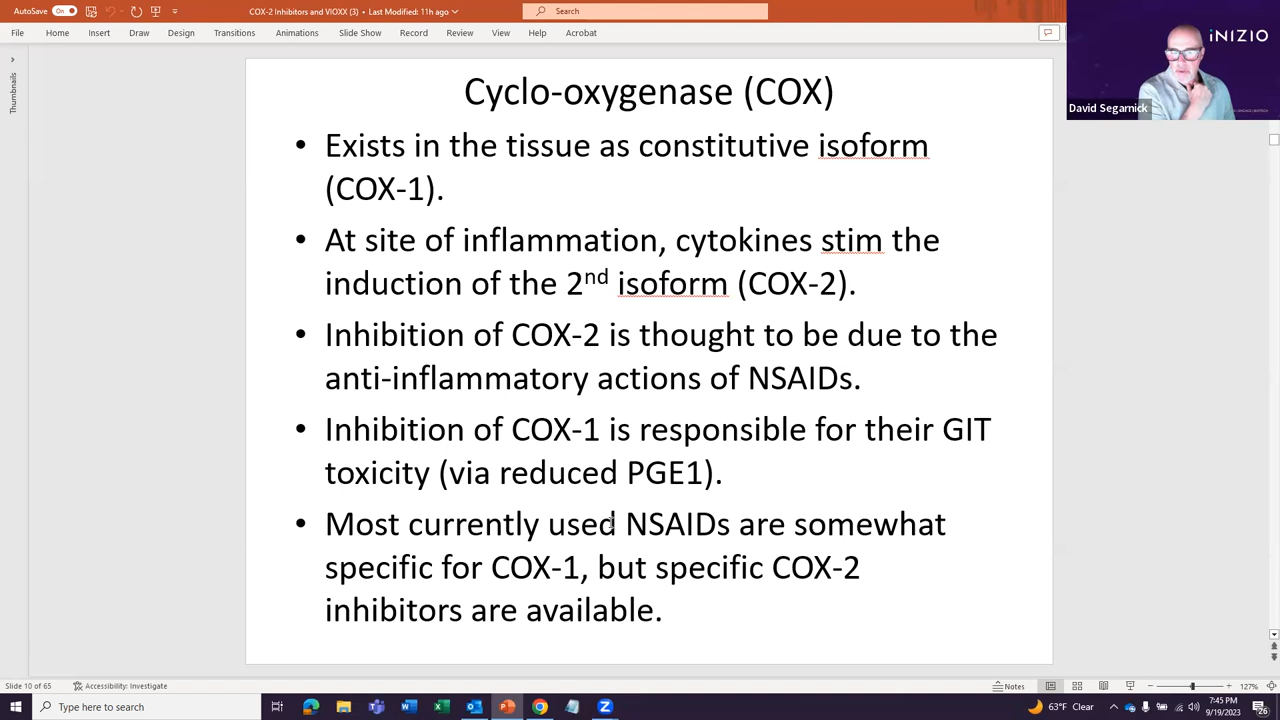 AutoSave On COX-2 Inhibitors and VIOXX (3) • Last Modified: 11h ago Search
File Home Insert Draw Design Transitions Animations Slide Show Record Review View Help Acrobat
iNIZIO
David Segarnick
Thumbnails
Cyclo-oxygenase (COX)
• Exists in the tissue as constitutive isoform
(COX-1).
• At site of inflammation, cytokines stim the
induction of the 2nd isoform (COX-2).
• Inhibition of COX-2 is thought to be due to the
anti-inflammatory actions of NSAIDs.
• Inhibition of COX-1 is responsible for their GIT
toxicity (via reduced PGE1).
• Most currently used NSAIDs are somewhat
specific for COX-1, but specific COX-2
inhibitors are available.
Slide 10 of 65 Accessibility: Investigate Notes 127%
Type here to search 63°F Clear 7:45 PM
9/19/2023
26